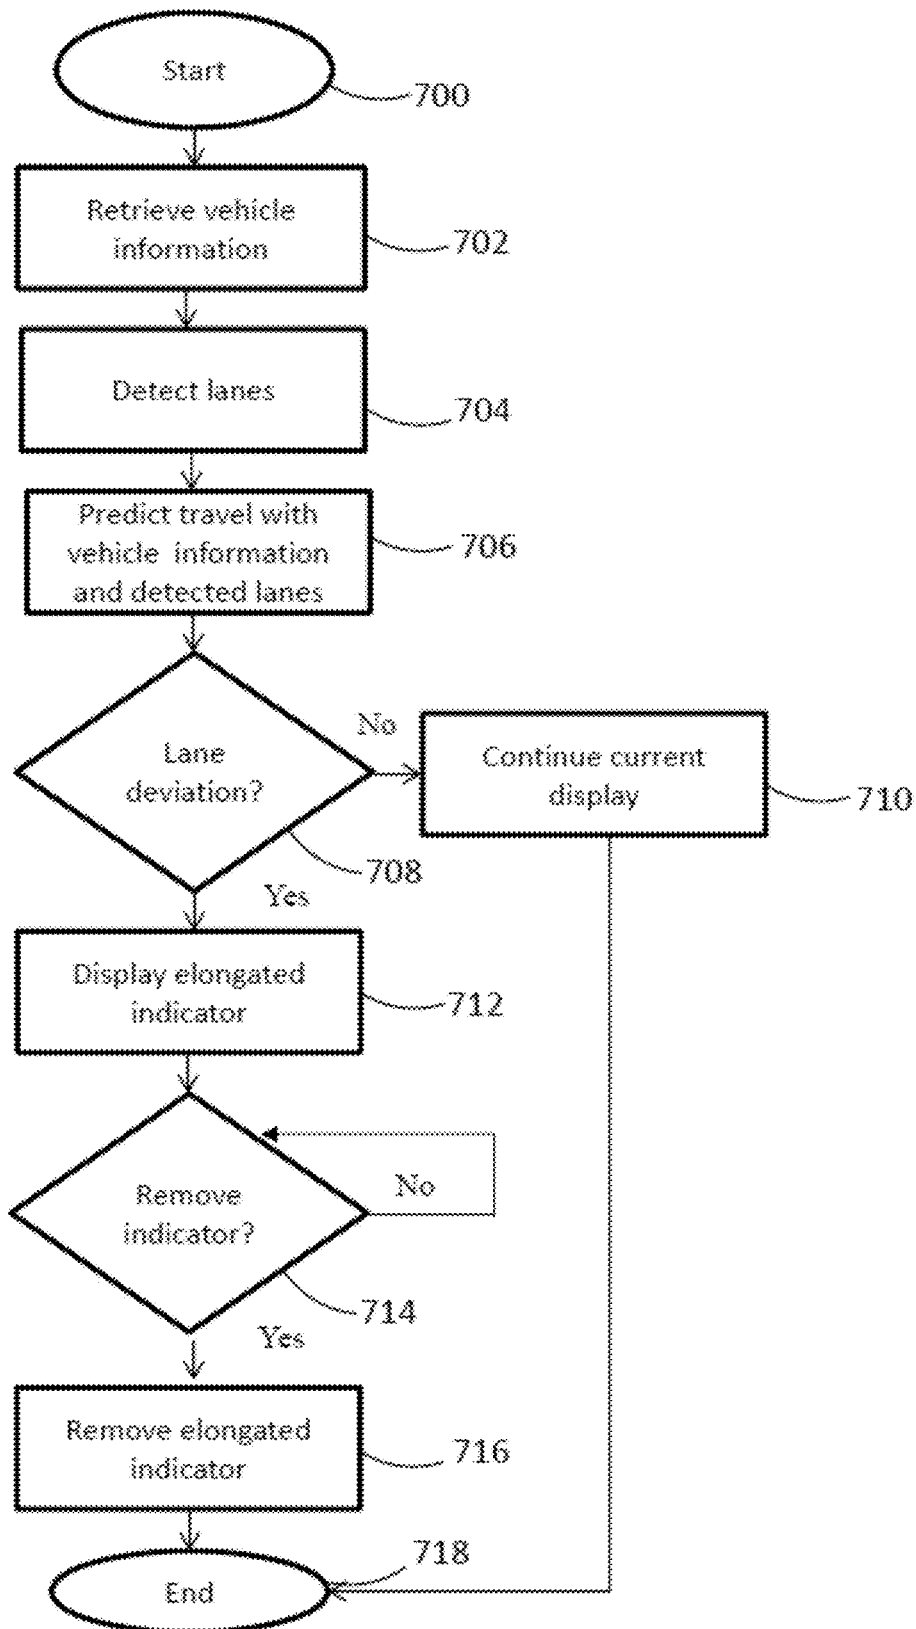 Start
700
Retrieve vehicle
information
702
Detect lanes
704
Predict travel with
vehicle information
and detected lanes
706
Lane
deviation?
708
No
Continue current
display
710
Yes
Display elongated
indicator
712
Remove
indicator?
No
714
Yes
Remove elongated
indicator
716
718
End